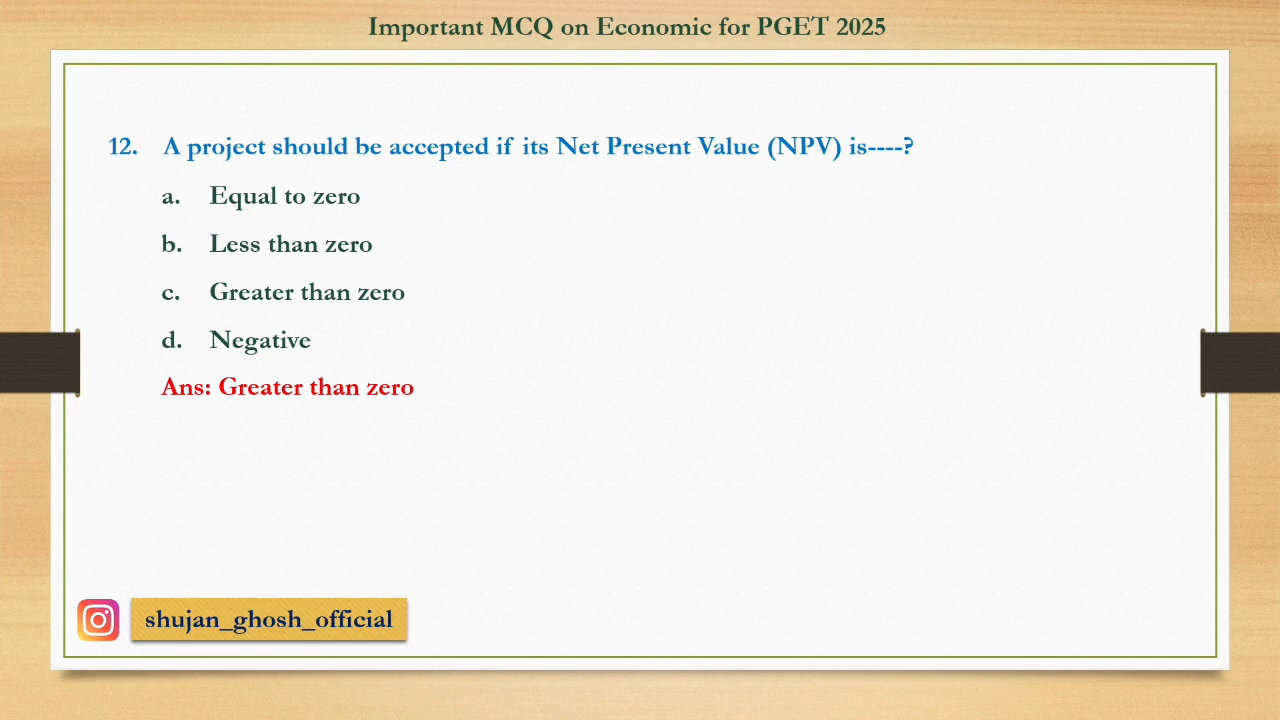 Important MCQ on Economic for PGET 2025
12. A project should be accepted if its Net Present Value (NPV) is----?
a. Equal to zero
b. Less than zero
c. Greater than zero
d. Negative
Ans: Greater than zero
shujan_ghosh_official